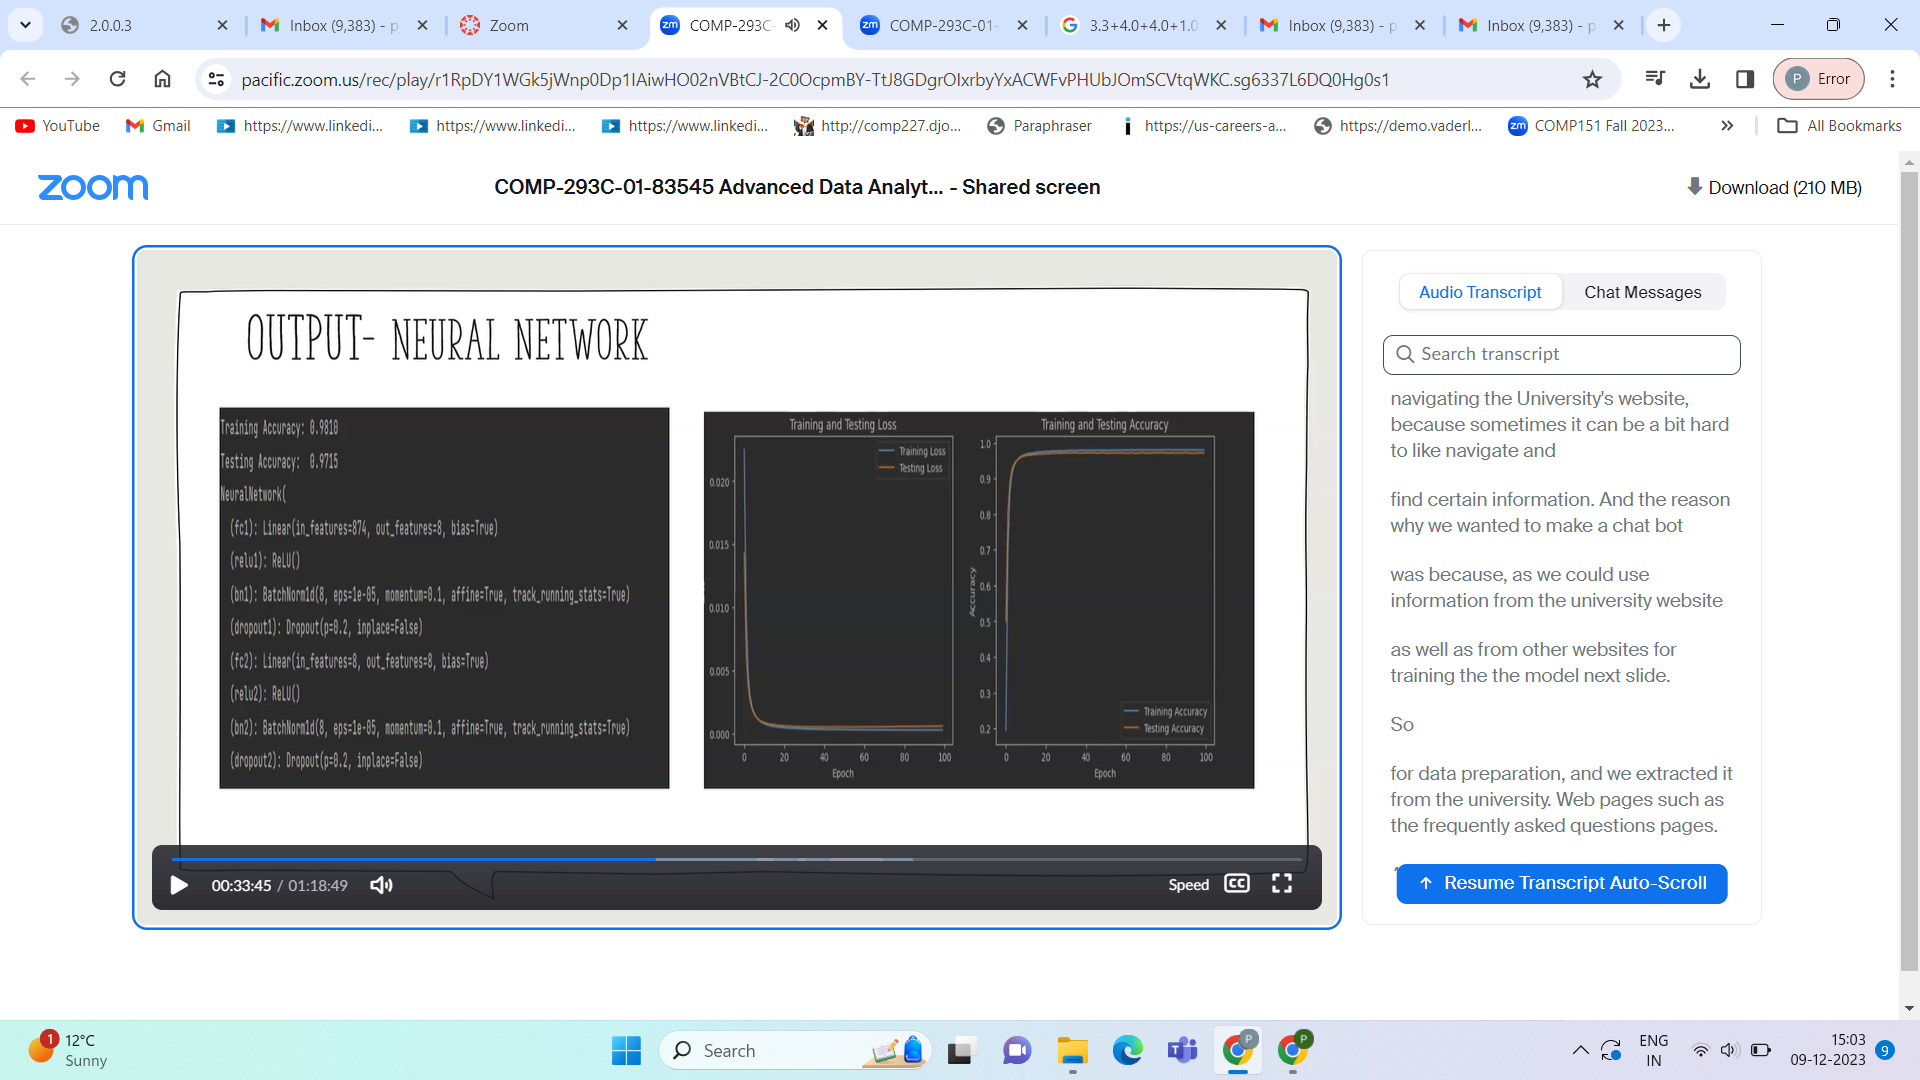 2.0.0.3
Inbox (9,383) - p
Zoom
COMP-293C-
COMP-293C-01-
3.3+4.0+4.0+1.0
Inbox (9,383) - p
Inbox (9,383) - p
pacific.zoom.us/rec/play/r1RpDY1WGk5jWnp0Dp1IAiwHO02nVBtCJ-2C0OcpmBY-TtJ8GDgrOIxrbyYxACWFvPHUbJOmSCVtqWKC.sg6337L6DQ0Hg0s1
P Error
YouTube
Gmail
https://www.linkedi...
https://www.linkedi...
https://www.linkedi...
http://comp227.djo...
Paraphraser
https://us-careers-a...
https://demo.vaderl...
COMP151 Fall 2023...
All Bookmarks
zoom
COMP-293C-01-83545 Advanced Data Analyt... - Shared screen
Download (210 MB)
OUTPUT- NEURAL NETWORK
Training Accuracy: 0.9810
Testing Accuracy: 0.9715
NeuralNetwork(
(fc1): Linear(in_features=874, out_features=8, bias=True)
(relu1): ReLU()
(bn1): BatchNorm1d(8, eps=1e-05, momentum=0.1, affine=True, track_running_stats=True)
(dropout1): Dropout(p=0.2, inplace=False)
(fc2): Linear(in_features=8, out_features=8, bias=True)
(relu2): ReLU()
(bn2): BatchNorm1d(8, eps=1e-05, momentum=0.1, affine=True, track_running_stats=True)
(dropout2): Dropout(p=0.2, inplace=False)
Training and Testing Loss
Training Loss
Testing Loss
0.020
0.015
0.010
0.005
0.000
0 20 40 60 80 100
Epoch
Training and Testing Accuracy
Accuracy
1.0
0.9
0.8
0.7
0.6
0.5
0.4
0.3
0.2
Training Accuracy
Testing Accuracy
0 20 40 60 80 100
Epoch
00:33:45 / 01:18:49
Speed
CC
Audio Transcript
Chat Messages
Search transcript
navigating the University's website,
because sometimes it can be a bit hard
to like navigate and
find certain information. And the reason
why we wanted to make a chat bot
was because, as we could use
information from the university website
as well as from other websites for
training the the model next slide.
So
for data preparation, and we extracted it
from the university. Web pages such as
the frequently asked questions pages.
Resume Transcript Auto-Scroll
1
12°C
Sunny
Search
ENG
IN
15:03
09-12-2023
9